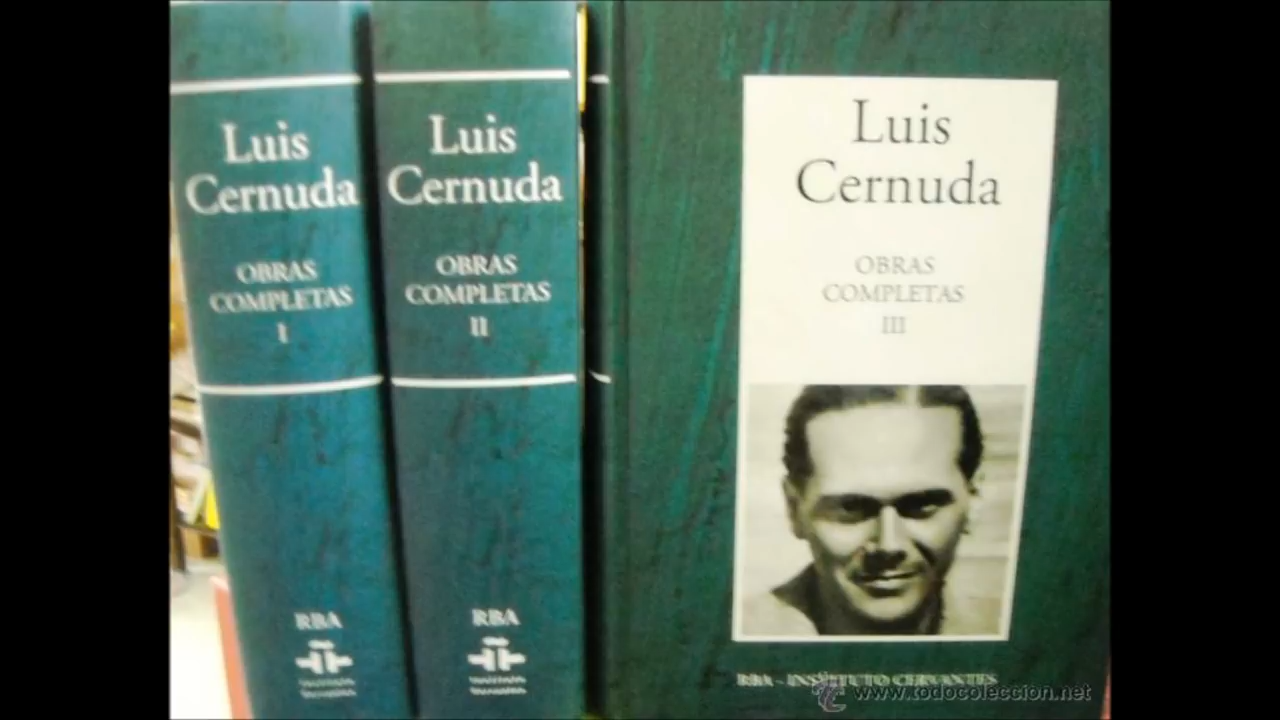 Luis
Cernuda
OBRAS
COMPLETAS
I
RBA
Luis
Cernuda
OBRAS
COMPLETAS
II
RBA
Luis
Cernuda
OBRAS
COMPLETAS
III
RBA - INSTITUTO CERVANTES
www.todocoleccion.net